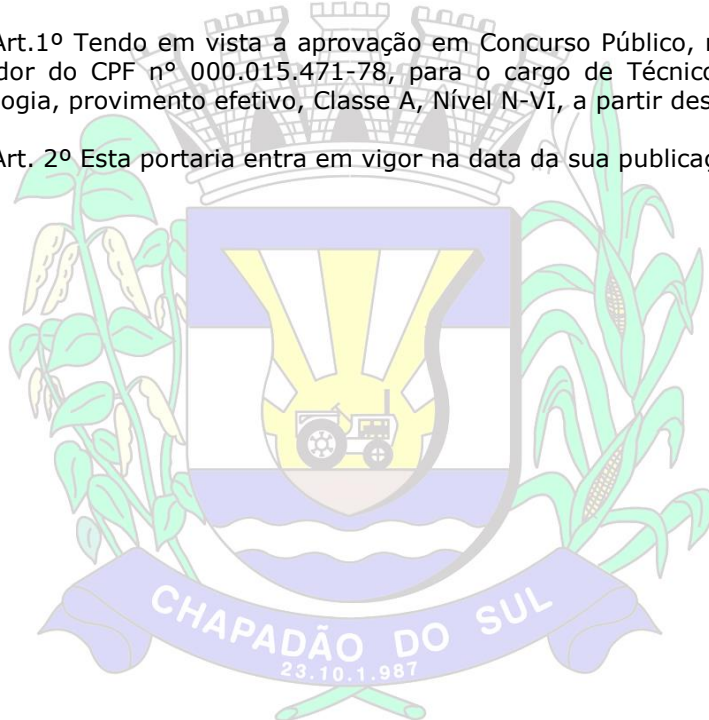 Art.1º Tendo em vista a aprovação em Concurso Público,
dor do CPF n° 000.015.471-78, para o cargo de Técnico
ogia, provimento efetivo, Classe A, Nível N-VI, a partir des
Art. 2º Esta portaria entra em vigor na data da sua publicaç
CHAPADÃO DO SUL
23.10.1.987